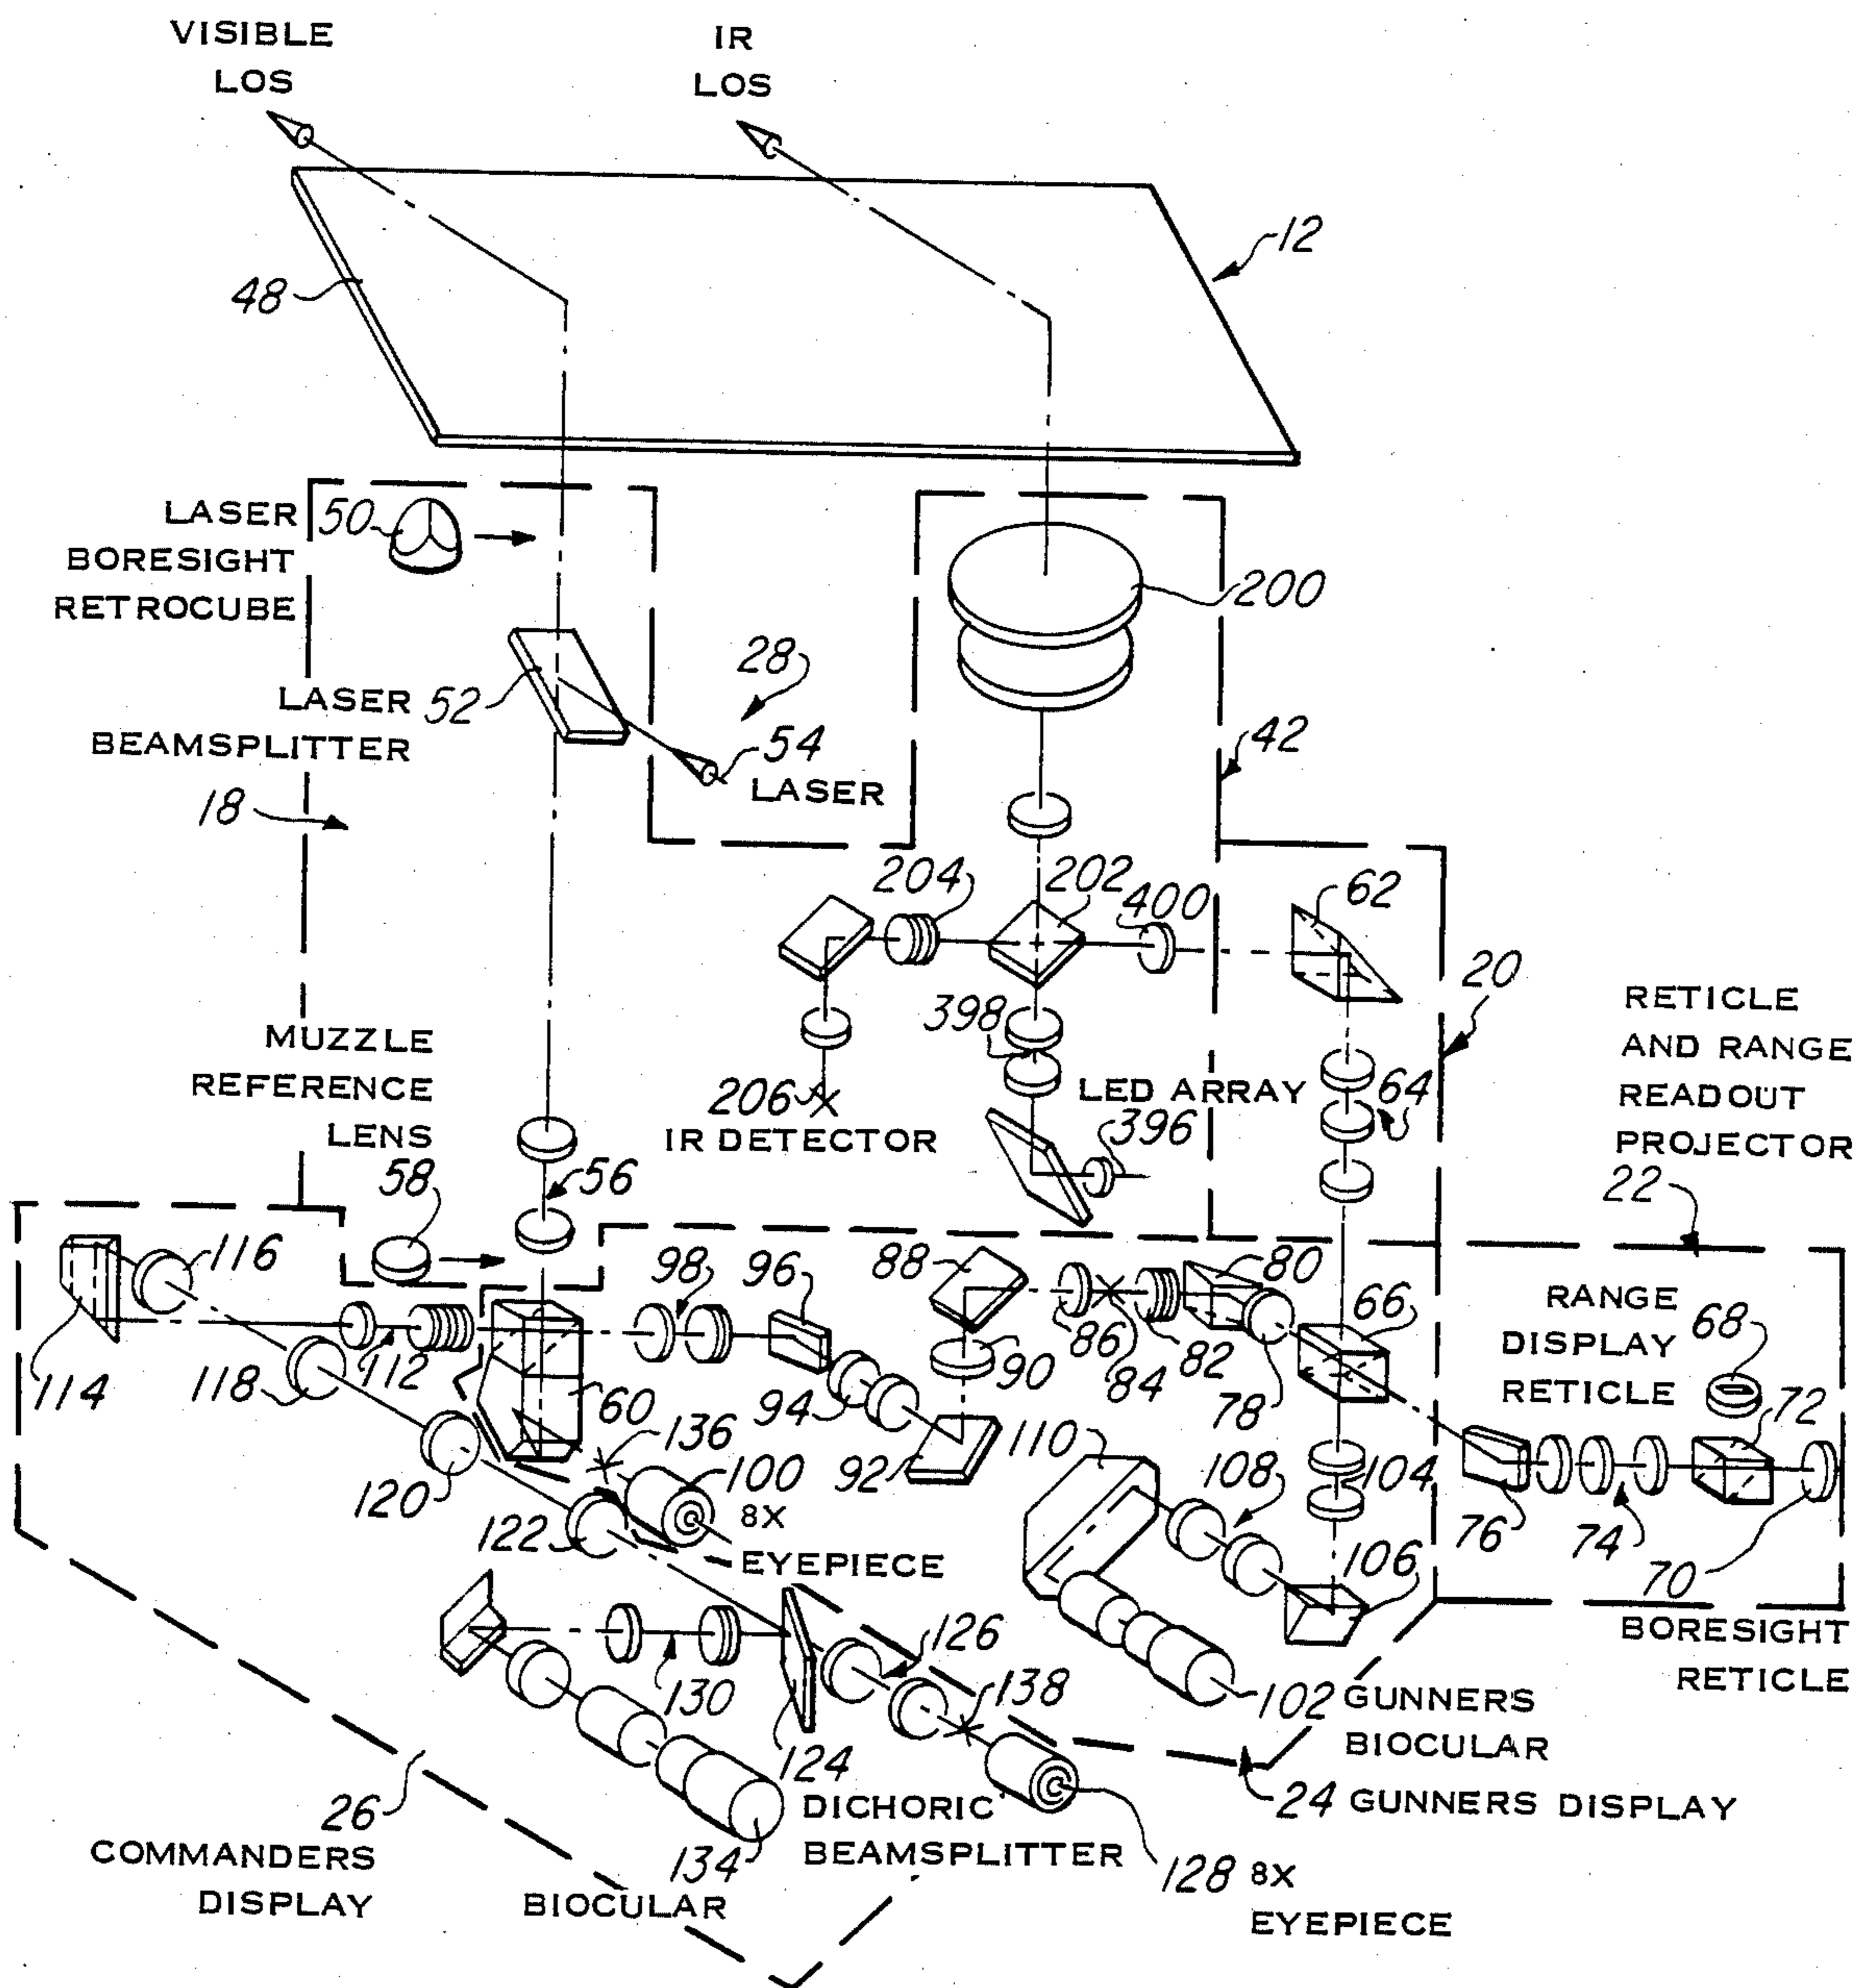 VISIBLE
LOS
IR
LOS
12
48
LASER
BORESIGHT
RETROCUBE
50
200
28
LASER
BEAMSPLITTER
52
54
LASER
42
18
204
202
400
62
20
RETICLE
AND RANGE
READOUT
PROJECTOR
22
MUZZLE
REFERENCE
LENS
58
56
398
LED ARRAY
64
206
IR DETECTOR
396
116
98
96
88
80
66
RANGE
DISPLAY
RETICLE
68
86
84
82
78
90
72
114
118
112
60
94
92
110
108
104
76
74
70
106
120
136
100
8X
EYEPIECE
122
BORESIGHT
RETICLE
126
138
102
GUNNERS
BIOCULAR
130
124
24 GUNNERS DISPLAY
26
COMMANDERS
DISPLAY
134
BIOCULAR
DICHORIC
BEAMSPLITTER
128 8X
EYEPIECE